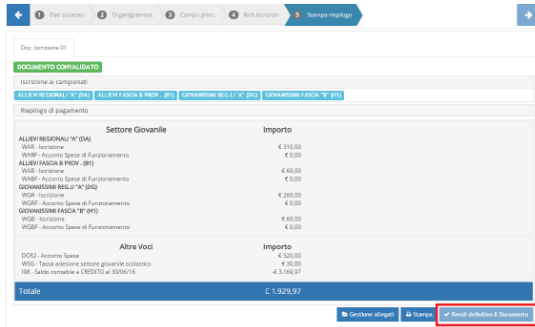 1 Dati societari 2 Organigramma 3 Campo princ. 4 Rich.Iscrizioni 5 Stampa riepilogo
Doc. Iscrizione 01
DOCUMENTO CONVALIDATO
Iscrizione ai campionati
ALLIEVI REGIONALI "A" (DA) ALLIEVI FASCIA B PROV . (B1) GIOVANISSIMI REG.LI "A" (DG) GIOVANISSIMI FASCIA "B" (H1)
Riepilogo di pagamento
Settore Giovanile Importo
ALLIEVI REGIONALI "A" (DA)
WAR - Iscrizione € 310,00
WARF - Acconto Spese di Funzionamento € 0,00
ALLIEVI FASCIA B PROV . (B1)
WAB - Iscrizione € 60,00
WABF - Acconto Spese di Funzionamento € 0,00
GIOVANISSIMI REG.LI "A" (DG)
WGR - Iscrizione € 260,00
WGRF - Acconto Spese di Funzionamento € 0,00
GIOVANISSIMI FASCIA "B" (H1)
WGB - Iscrizione € 60,00
WGBF - Acconto Spese di Funzionamento € 0,00
Altre Voci Importo
DCR2 - Acconto Spese € 520,00
WSG - Tassa adesione settore giovanile scolastico € 30,00
I98 - Saldo contabile a CREDITO al 30/06/16 -€ 3.169,97
Totale € 1.929,97
Gestione allegati Stampa Rendi definitivo il Documento